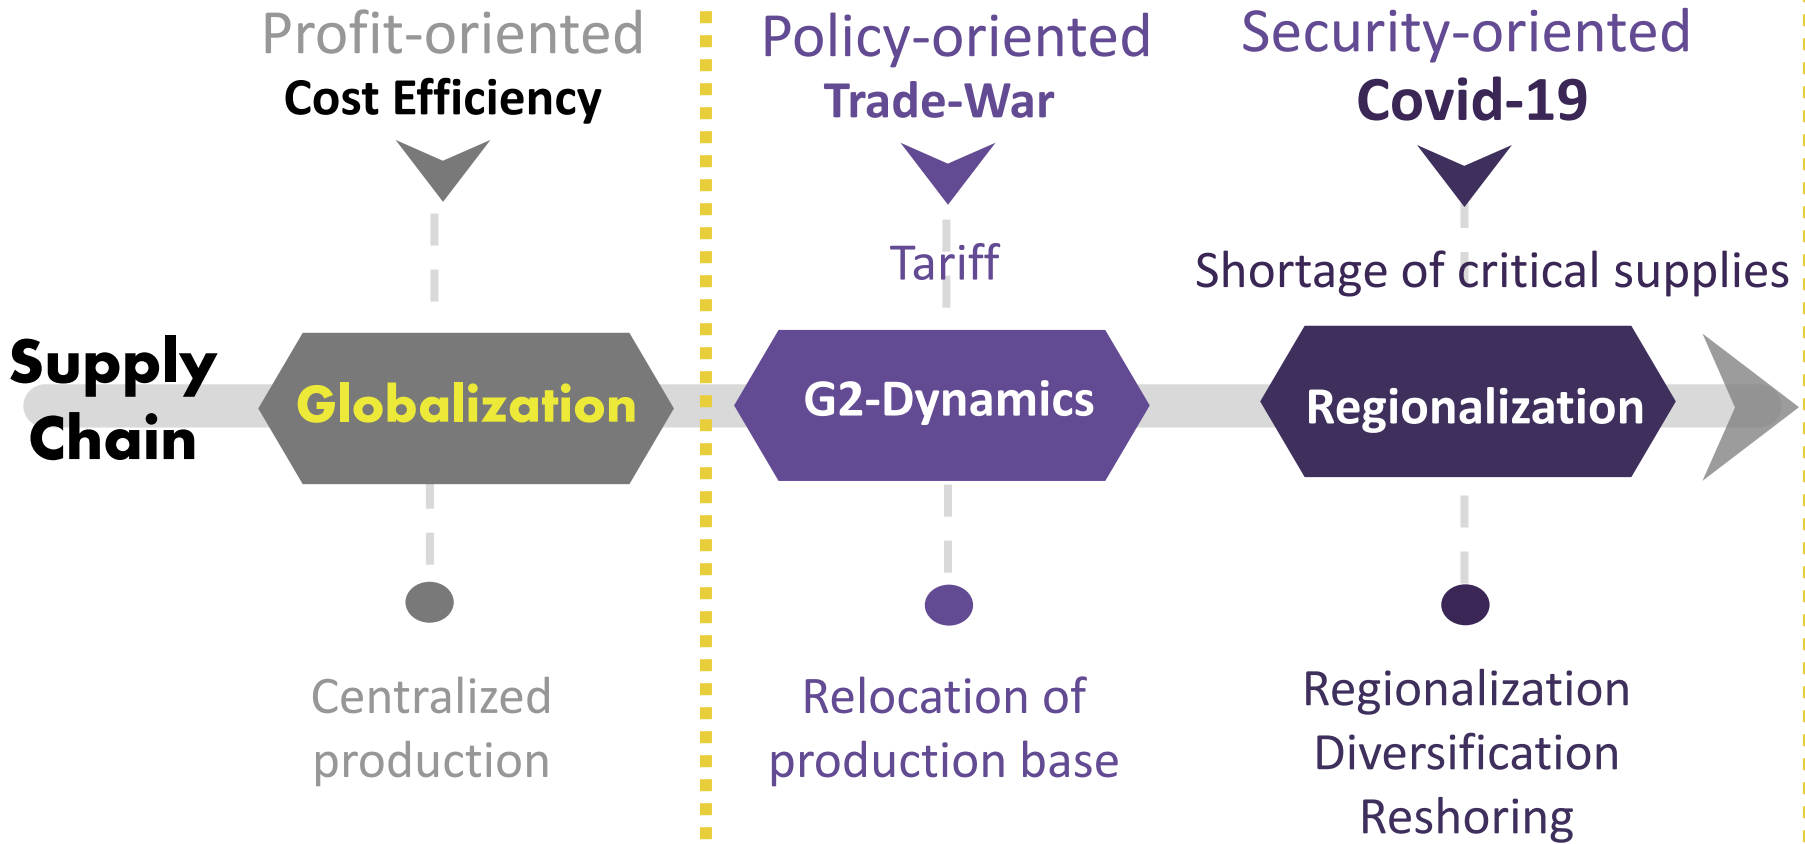 Profit-oriented
Cost Efficiency
Policy-oriented
Trade-War
Security-oriented
Covid-19
Tariff
Shortage of critical supplies
Supply
Chain
Globalization
G2-Dynamics
Regionalization
Centralized
production
Relocation of
production base
Regionalization
Diversification
Reshoring